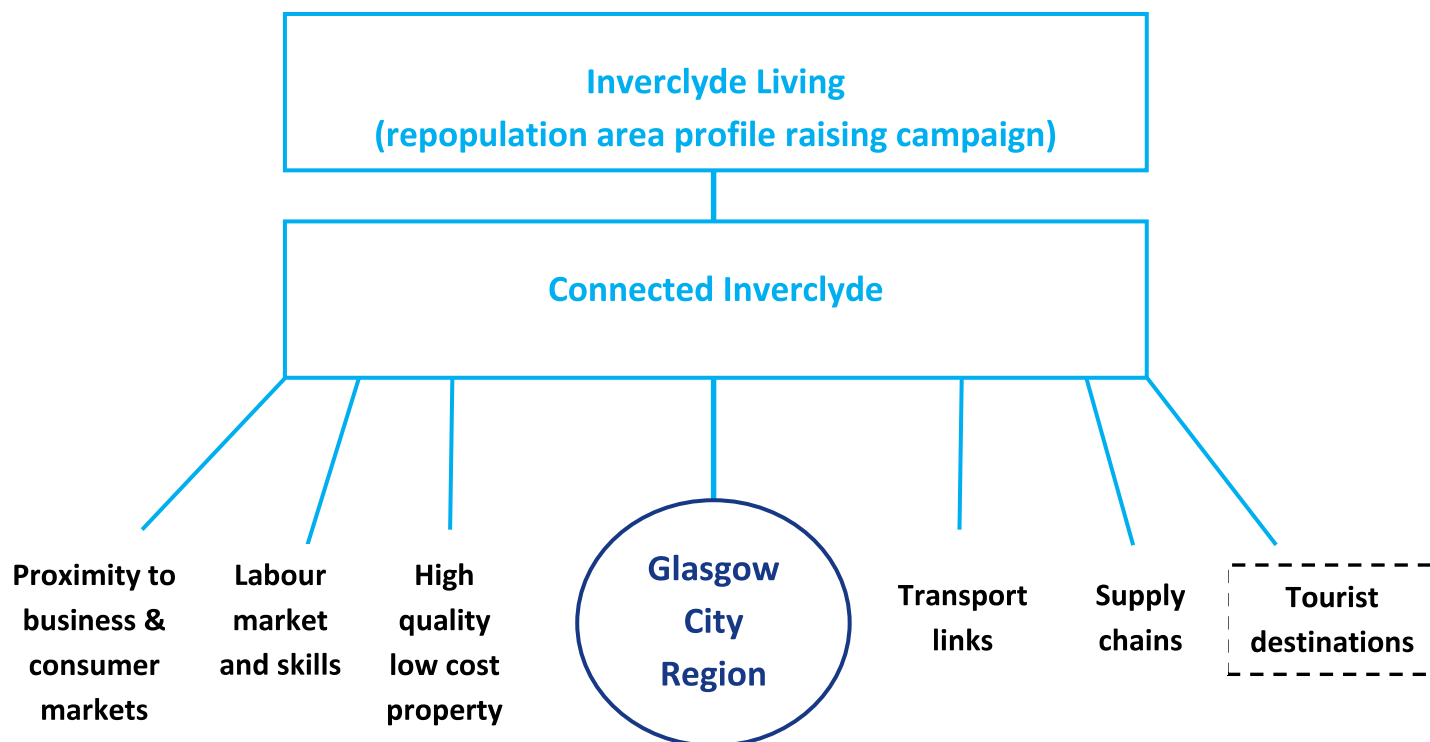 Inverclyde Living
(repopulation area profile raising campaign)
Connected Inverclyde
Proximity to
business &
consumer
markets
Labour
market
and skills
High
quality
low cost
property
Glasgow
City
Region
Transport
links
Supply
chains
Tourist
destinations